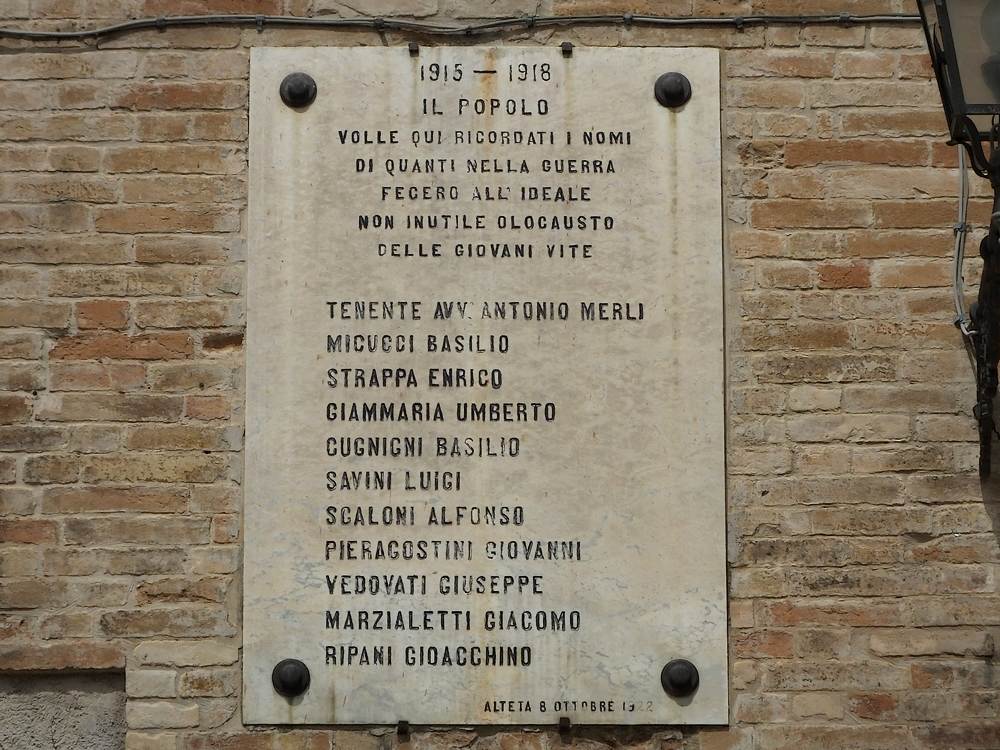 1915 — 1918
IL POPOLO
VOLLE QUI RICORDATI I NOMI
DI QUANTI NELLA GUERRA
FECERO ALL' IDEALE
NON INUTILE OLOCAUSTO
DELLE GIOVANI VITE
TENENTE AVV. ANTONIO MERLI
MICUCCI BASILIO
STRAPPA ENRICO
GIAMMARIA UMBERTO
CUGNIGNI BASILIO
SAVINI LUIGI
SCALONI ALFONSO
PIERAGOSTINI GIOVANNI
VEDOVATI GIUSEPPE
MARZIALETTI GIACOMO
RIPANI GIOACCHINO
ALTETA 8 OTTOBRE 1922